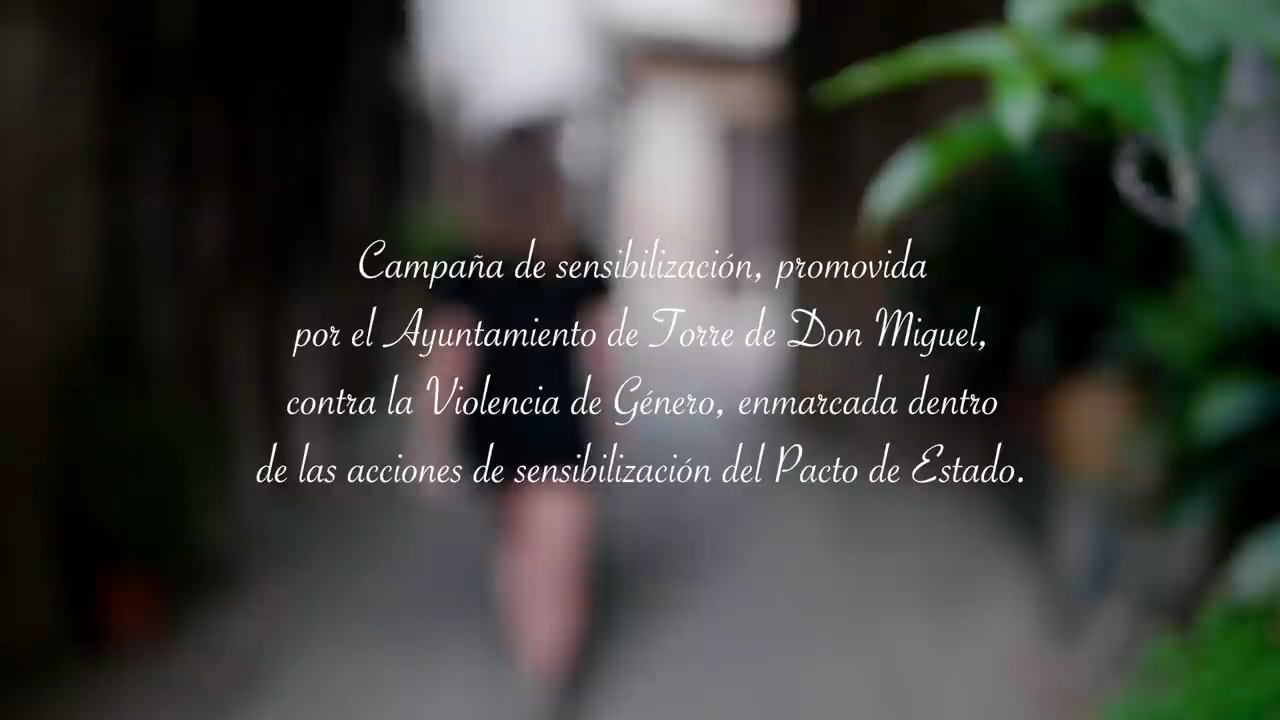 Campaña de sensibilización, promovida
por el Ayuntamiento de Torre de Don Miguel,
contra la Violencia de Género, enmarcada dentro
de las acciones de sensibilización del Pacto de Estado.